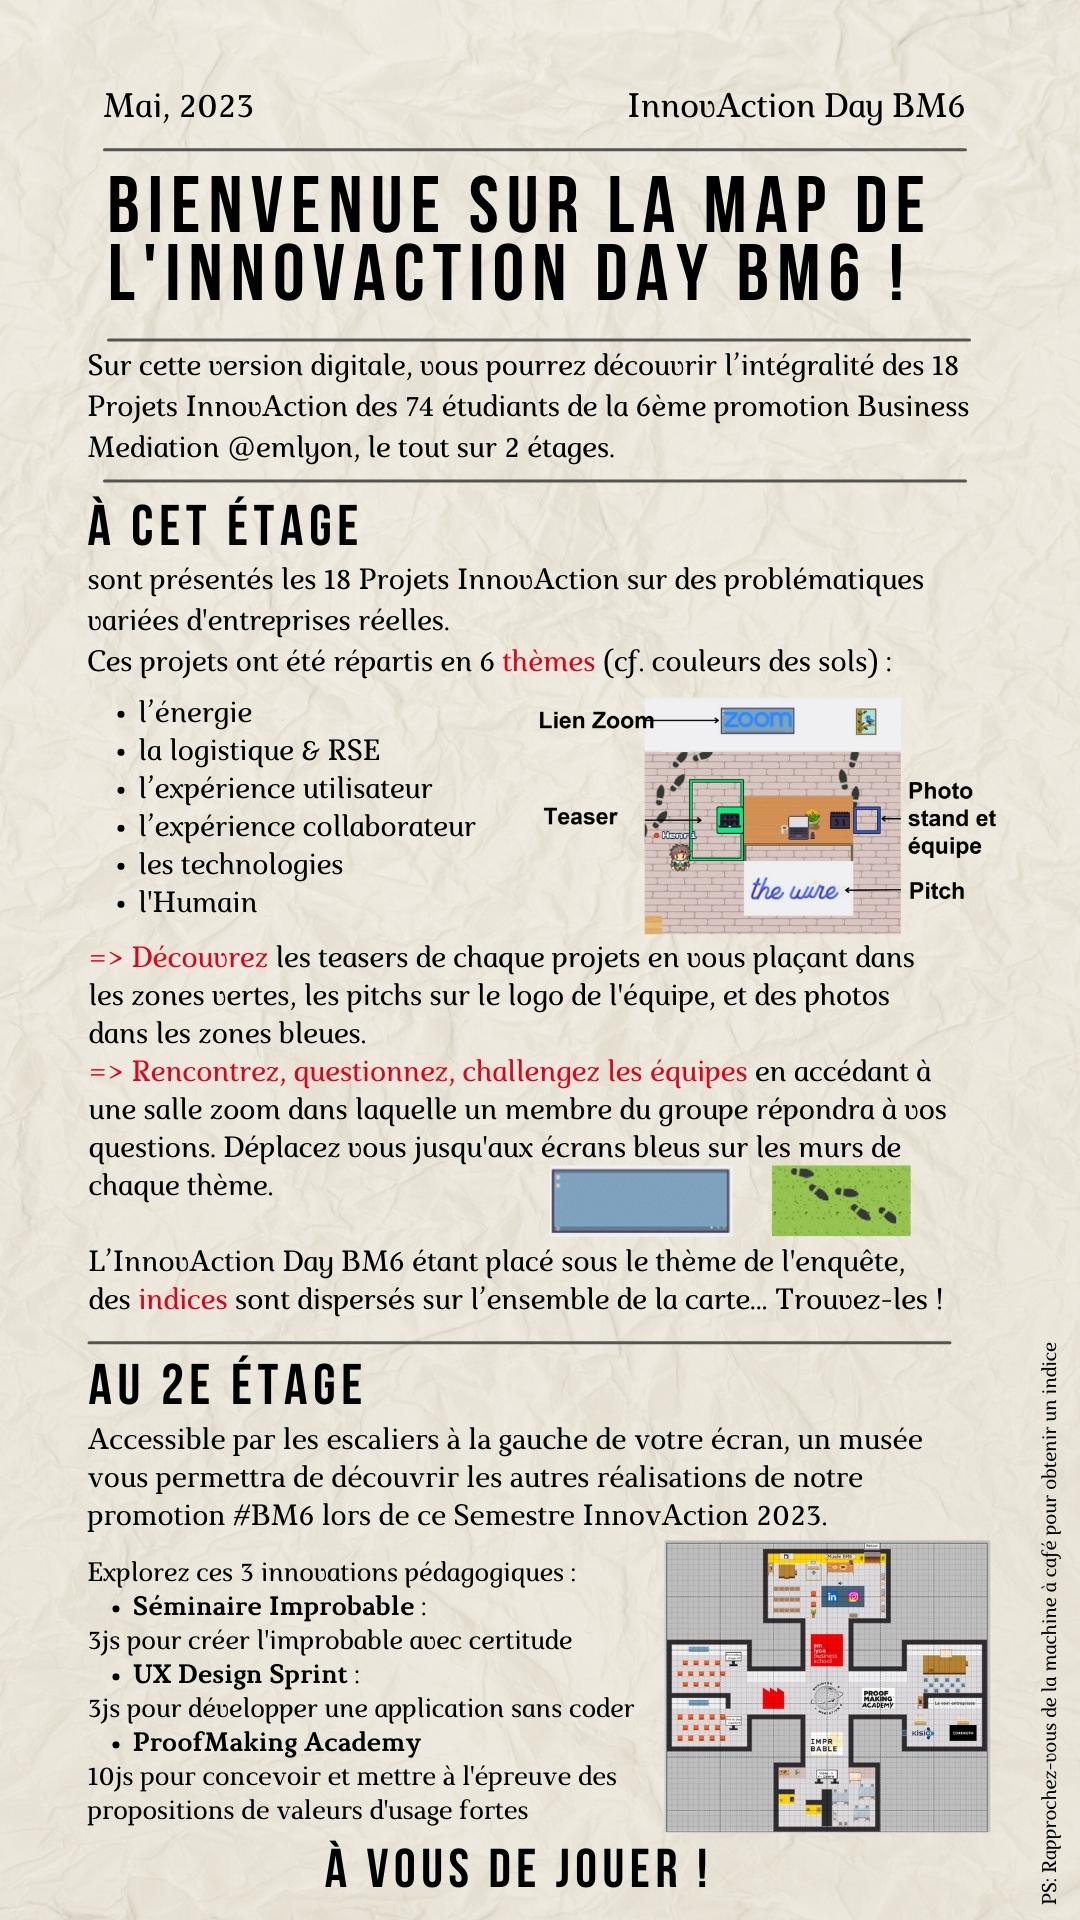 Mai, 2023
InnovAction Day BM6
BIENVENUE SUR LA MAP DE
L'INNOVACTION DAY BM6 !
Sur cette version digitale, vous pourrez découvrir l’intégralité des 18
Projets InnovAction des 74 étudiants de la 6ème promotion Business
Mediation @emlyon, le tout sur 2 étages.
À CET ÉTAGE
sont présentés les 18 Projets InnovAction sur des problématiques
variées d'entreprises réelles.
Ces projets ont été répartis en 6 thèmes (cf. couleurs des sols) :
• l’énergie
• la logistique & RSE
• l’expérience utilisateur
• l’expérience collaborateur
• les technologies
• l'Humain
Lien Zoom
zoom
Teaser
Henri
Photo
stand et
équipe
the wire
Pitch
=> Découvrez les teasers de chaque projets en vous plaçant dans
les zones vertes, les pitchs sur le logo de l'équipe, et des photos
dans les zones bleues.
=> Rencontrez, questionnez, challengez les équipes en accédant à
une salle zoom dans laquelle un membre du groupe répondra à vos
questions. Déplacez vous jusqu'aux écrans bleus sur les murs de
chaque thème.
L’InnovAction Day BM6 étant placé sous le thème de l'enquête,
des indices sont dispersés sur l’ensemble de la carte... Trouvez-les !
AU 2E ÉTAGE
Accessible par les escaliers à la gauche de votre écran, un musée
vous permettra de découvrir les autres réalisations de notre
promotion #BM6 lors de ce Semestre InnovAction 2023.
Explorez ces 3 innovations pédagogiques :
• Séminaire Improbable :
3js pour créer l'improbable avec certitude
• UX Design Sprint :
3js pour développer une application sans coder
• ProofMaking Academy
10js pour concevoir et mettre à l'épreuve des
propositions de valeurs d'usage fortes
Musée BM6
in
em
lyon
business
school
PROOF
MAKING
ACADEMY
Le coin entreprises
kisio
IMPR
BABLE
À VOUS DE JOUER !
PS: Rapprochez-vous de la machine à café pour obtenir un indice